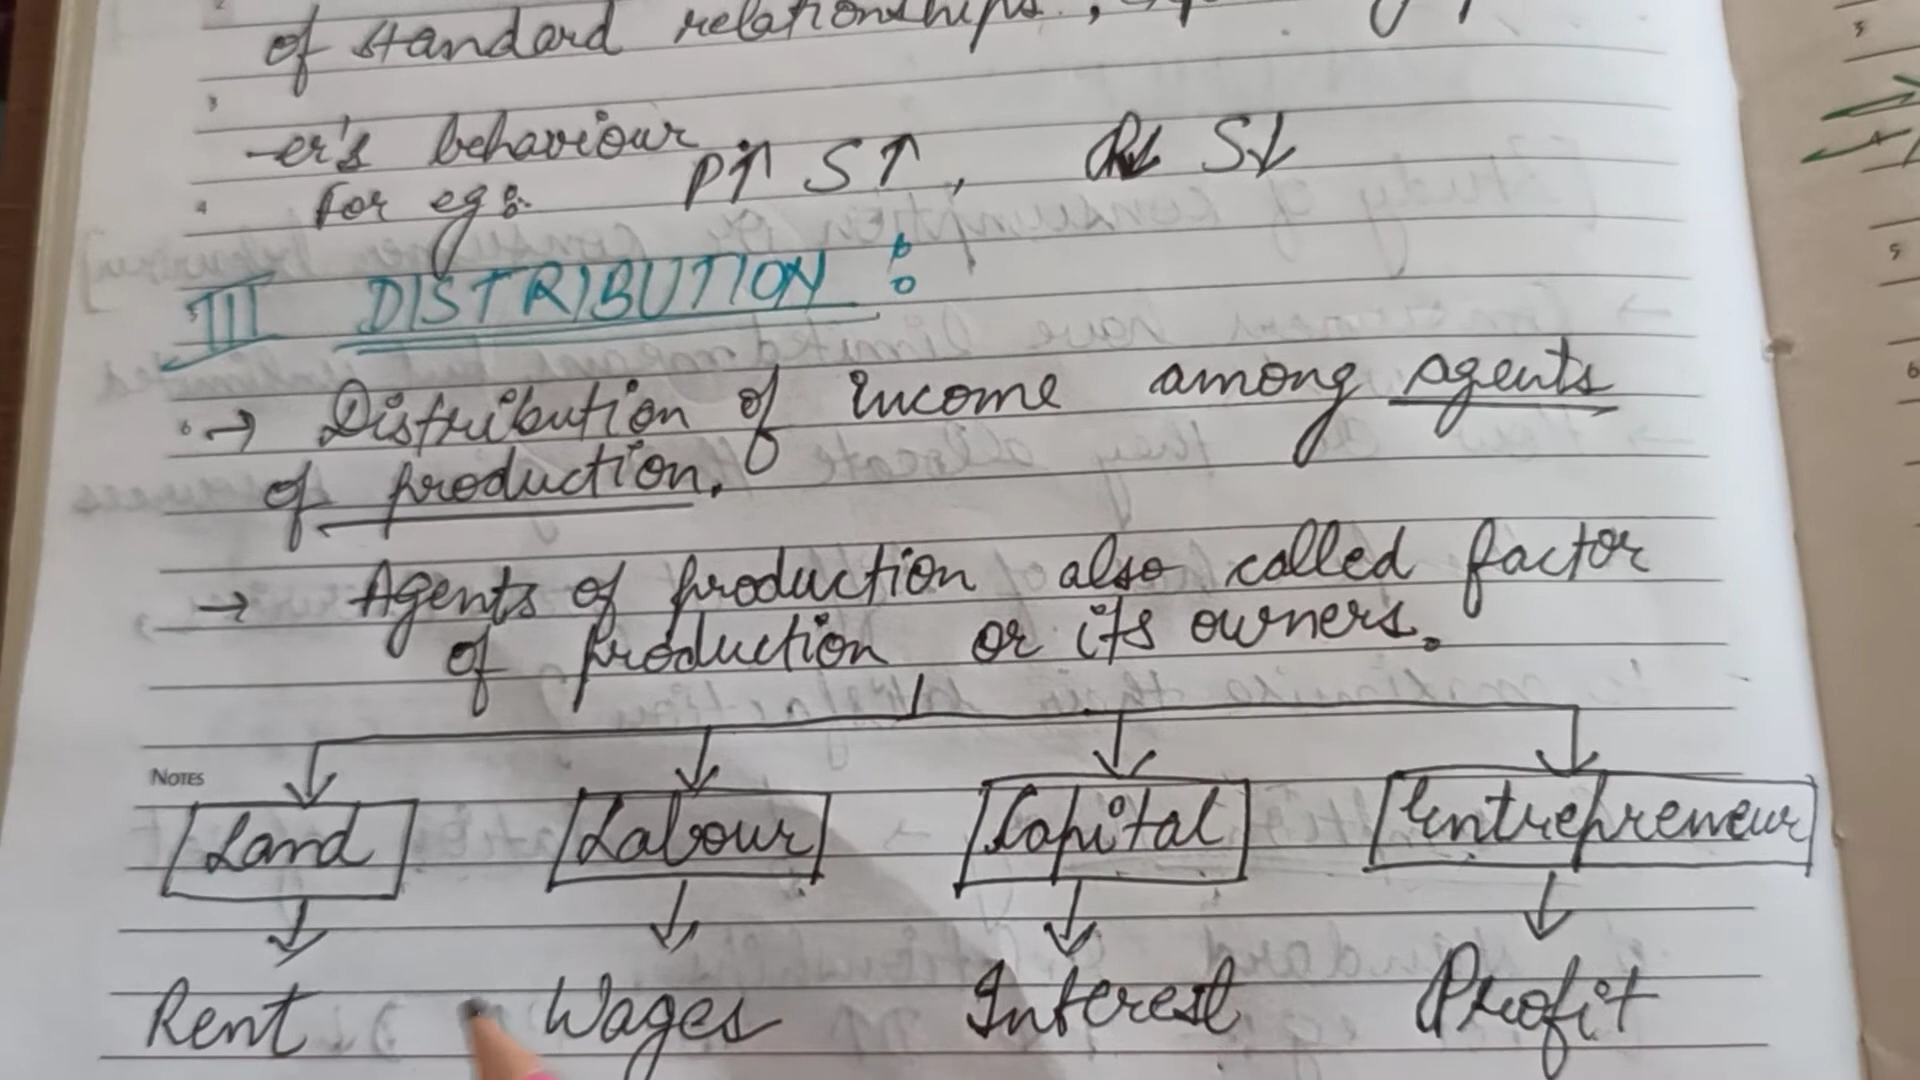 of standard relationships,
-er's behaviour
for eg: P↑ S↑, P↓ S↓
III DISTRIBUTION :
→ Distribution of income among agents
of production.
→ Agents of production also called factor
of production or its owners.
NOTES
Land Labour Capital Entrepreneur
Rent Wages Interest Profit